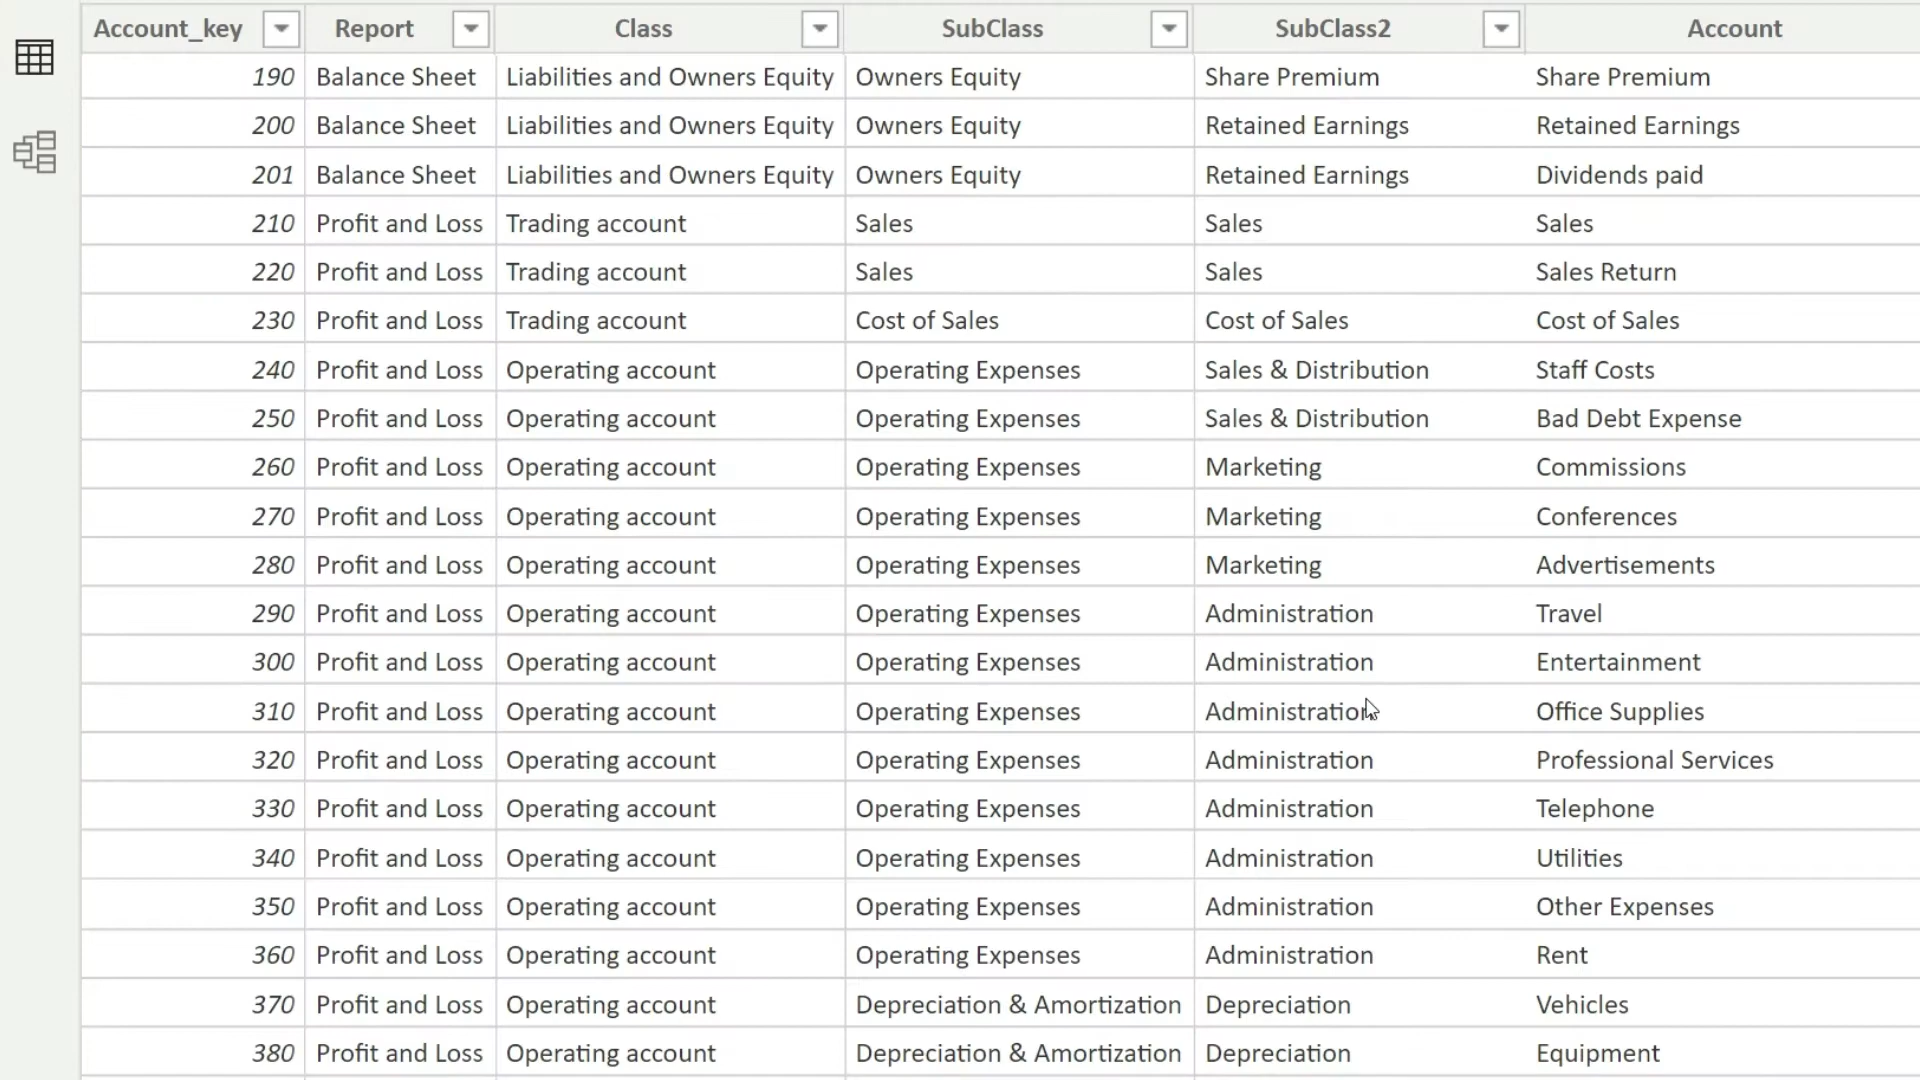 Account_key Report Class SubClass SubClass2 Account
190 Balance Sheet Liabilities and Owners Equity Owners Equity Share Premium Share Premium
200 Balance Sheet Liabilities and Owners Equity Owners Equity Retained Earnings Retained Earnings
201 Balance Sheet Liabilities and Owners Equity Owners Equity Retained Earnings Dividends paid
210 Profit and Loss Trading account Sales Sales Sales
220 Profit and Loss Trading account Sales Sales Sales Return
230 Profit and Loss Trading account Cost of Sales Cost of Sales Cost of Sales
240 Profit and Loss Operating account Operating Expenses Sales & Distribution Staff Costs
250 Profit and Loss Operating account Operating Expenses Sales & Distribution Bad Debt Expense
260 Profit and Loss Operating account Operating Expenses Marketing Commissions
270 Profit and Loss Operating account Operating Expenses Marketing Conferences
280 Profit and Loss Operating account Operating Expenses Marketing Advertisements
290 Profit and Loss Operating account Operating Expenses Administration Travel
300 Profit and Loss Operating account Operating Expenses Administration Entertainment
310 Profit and Loss Operating account Operating Expenses Administration Office Supplies
320 Profit and Loss Operating account Operating Expenses Administration Professional Services
330 Profit and Loss Operating account Operating Expenses Administration Telephone
340 Profit and Loss Operating account Operating Expenses Administration Utilities
350 Profit and Loss Operating account Operating Expenses Administration Other Expenses
360 Profit and Loss Operating account Operating Expenses Administration Rent
370 Profit and Loss Operating account Depreciation & Amortization Depreciation Vehicles
380 Profit and Loss Operating account Depreciation & Amortization Depreciation Equipment